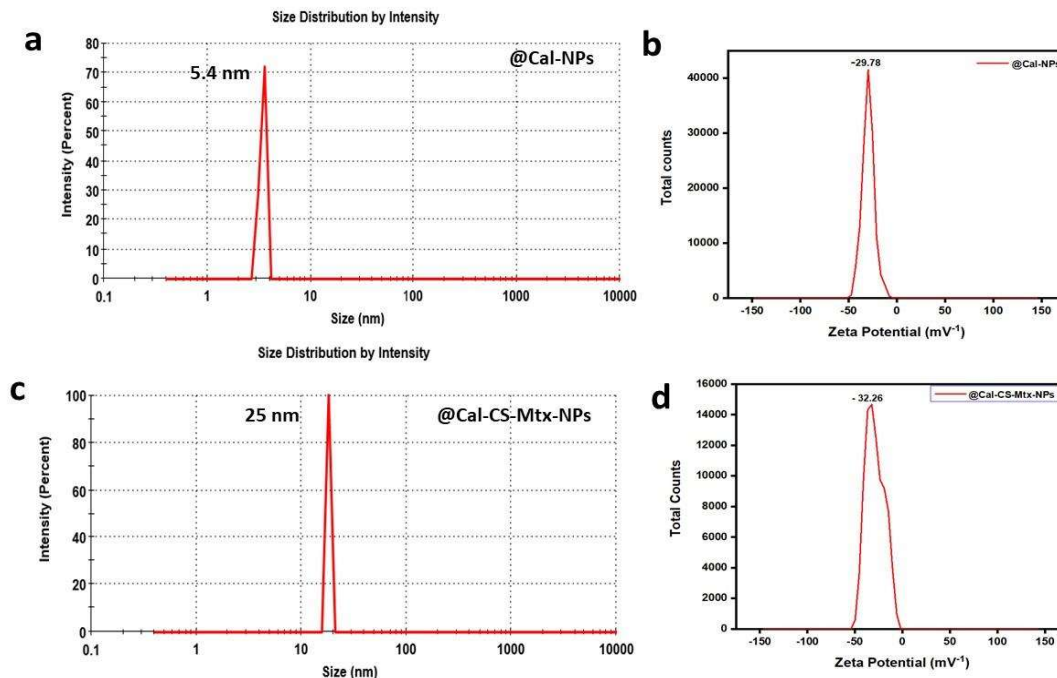 Size Distribution by Intensity
a
80
70
60
50
40
30
20
10
0
Intensity (Percent)
5.4 nm
@Cal-NPs
0.1 1 10 100 1000 10000
Size (nm)
b
−29.78
@Cal-NPs
40000
30000
20000
10000
0
Total counts
-150 -100 -50 0 50 100 150
Zeta Potential (mV-1)
Size Distribution by Intensity
c
100
80
60
40
20
0
Intensity (Percent)
25 nm
@Cal-CS-Mtx-NPs
0.1 1 10 100 1000 10000
Size (nm)
d
- 32.26
@Cal-CS-Mtx-NPs
16000
14000
12000
10000
8000
6000
4000
2000
0
Total Counts
-150 -100 -50 0 50 100 150
Zeta Potential (mV-1)